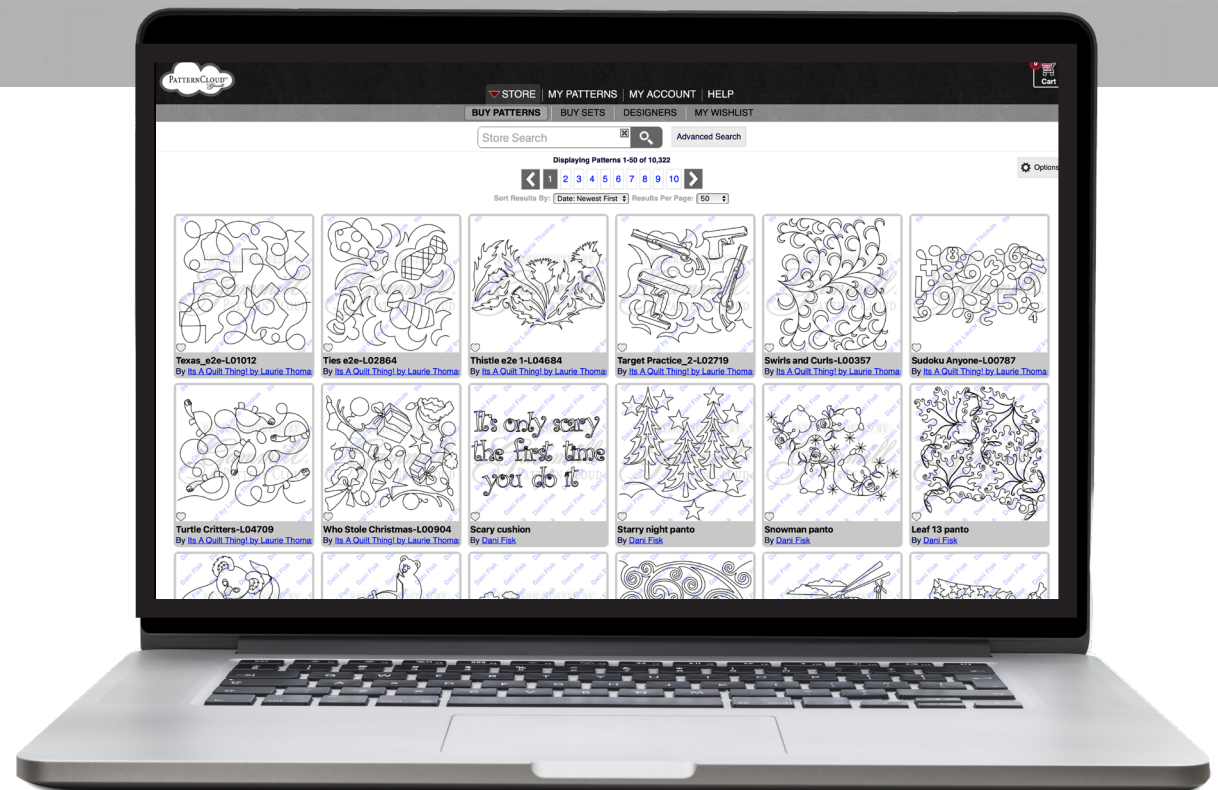 PATTERNCLOUD™
0
Cart
STORE MY PATTERNS MY ACCOUNT HELP
BUY PATTERNS BUY SETS DESIGNERS MY WISHLIST
Store Search
Advanced Search
Displaying Patterns 1-50 of 10,322
Options
1 2 3 4 5 6 7 8 9 10
Sort Results By: Date: Newest First Results Per Page: 50
Texas_e2e-L01012
By Its A Quilt Thing! by Laurie Thoma
Ties e2e-L02864
By Its A Quilt Thing! by Laurie Thoma
Thistle e2e 1-L04684
By Its A Quilt Thing! by Laurie Thoma
Target Practice_2-L02719
By Its A Quilt Thing! by Laurie Thoma
Swirls and Curls-L00357
By Its A Quilt Thing! by Laurie Thoma
Sudoku Anyone-L00787
By Its A Quilt Thing! by Laurie Thoma
It's only scary
the first time
you do it
Turtle Critters-L04709
By Its A Quilt Thing! by Laurie Thoma
Who Stole Christmas-L00904
By Its A Quilt Thing! by Laurie Thoma
Scary cushion
By Dani Fisk
Starry night panto
By Dani Fisk
Snowman panto
By Dani Fisk
Leaf 13 panto
By Dani Fisk